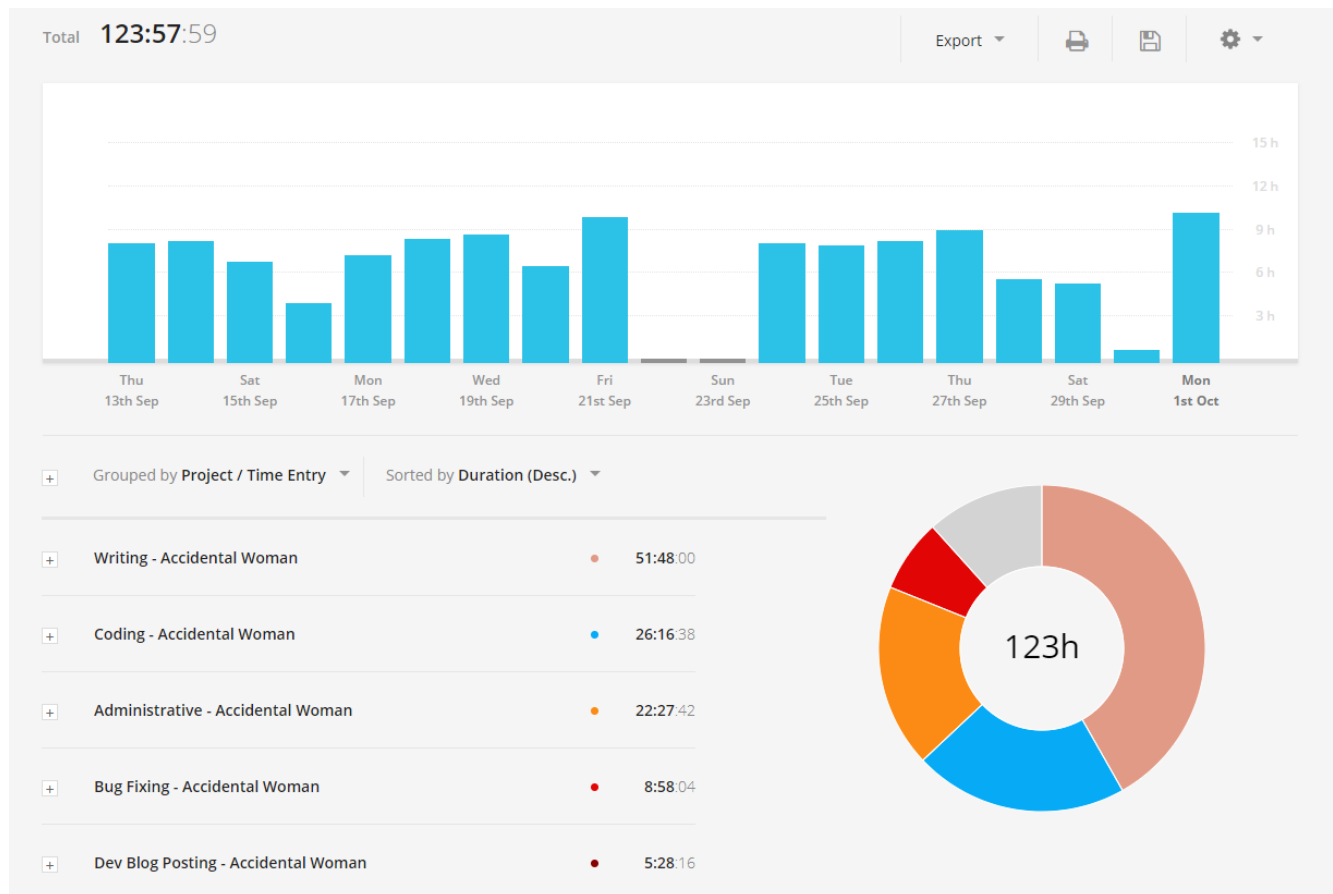 Total 123:57:59 Export
15 h
12 h
9 h
6 h
3 h
Thu Sat Mon Wed Fri Sun Tue Thu Sat Mon
13th Sep 15th Sep 17th Sep 19th Sep 21st Sep 23rd Sep 25th Sep 27th Sep 29th Sep 1st Oct
Grouped by Project / Time Entry Sorted by Duration (Desc.)
Writing - Accidental Woman 51:48:00
Coding - Accidental Woman 26:16:38
123h
Administrative - Accidental Woman 22:27:42
Bug Fixing - Accidental Woman 8:58:04
Dev Blog Posting - Accidental Woman 5:28:16